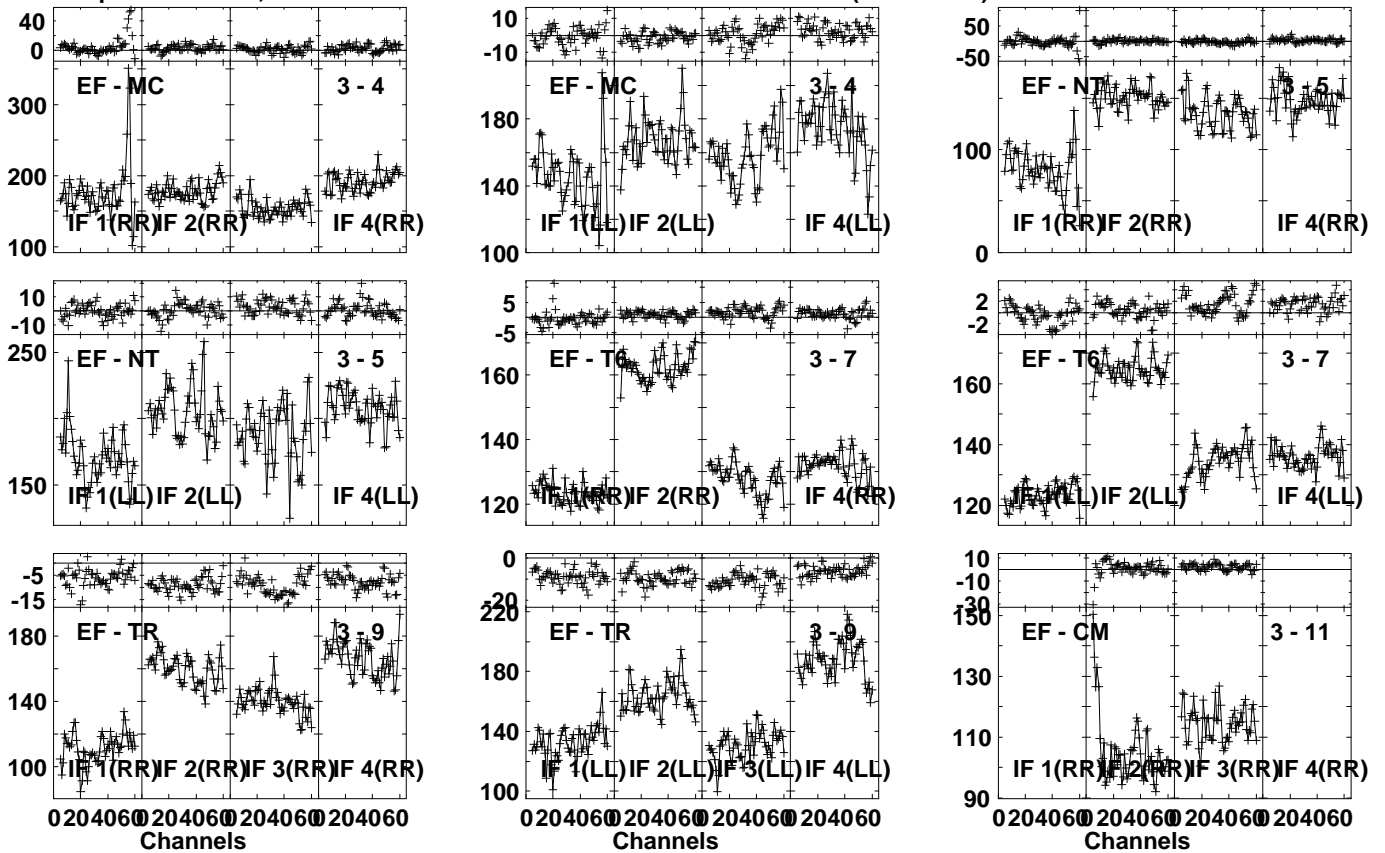 40
0
10
-10
50
-50
EF - MC 3 - 4
EF - MC 3 - 4
EF - NT 3 - 5
300
200
100
180
140
100
100
0
IF 1(RR) IF 2(RR) IF 4(RR)
IF 1(LL) IF 2(LL) IF 4(LL)
IF 1(RR) IF 2(RR) IF 4(RR)
10
-10
5
-5
2
-2
EF - NT 3 - 5
EF - T6 3 - 7
EF - T6 3 - 7
250
150
160
140
120
160
140
120
IF 1(LL) IF 2(LL) IF 4(LL)
IF 1(RR) IF 2(RR) IF 4(RR)
IF 1(LL) IF 2(LL) IF 4(LL)
-5
-15
0
-20
10
-10
-30
EF - TR 3 - 9
EF - TR 3 - 9
EF - CM 3 - 11
180
140
100
220
180
140
100
150
130
110
90
IF 1(RR) IF 2(RR) IF 3(RR) IF 4(RR)
IF 1(LL) IF 2(LL) IF 3(LL) IF 4(LL)
IF 1(RR) IF 2(RR) IF 3(RR) IF 4(RR)
0 20 40 60 0 20 40 60 0 20 40 60 0 20 40 60
0 20 40 60 0 20 40 60 0 20 40 60 0 20 40 60
0 20 40 60 0 20 40 60 0 20 40 60 0 20 40 60
Channels
Channels
Channels